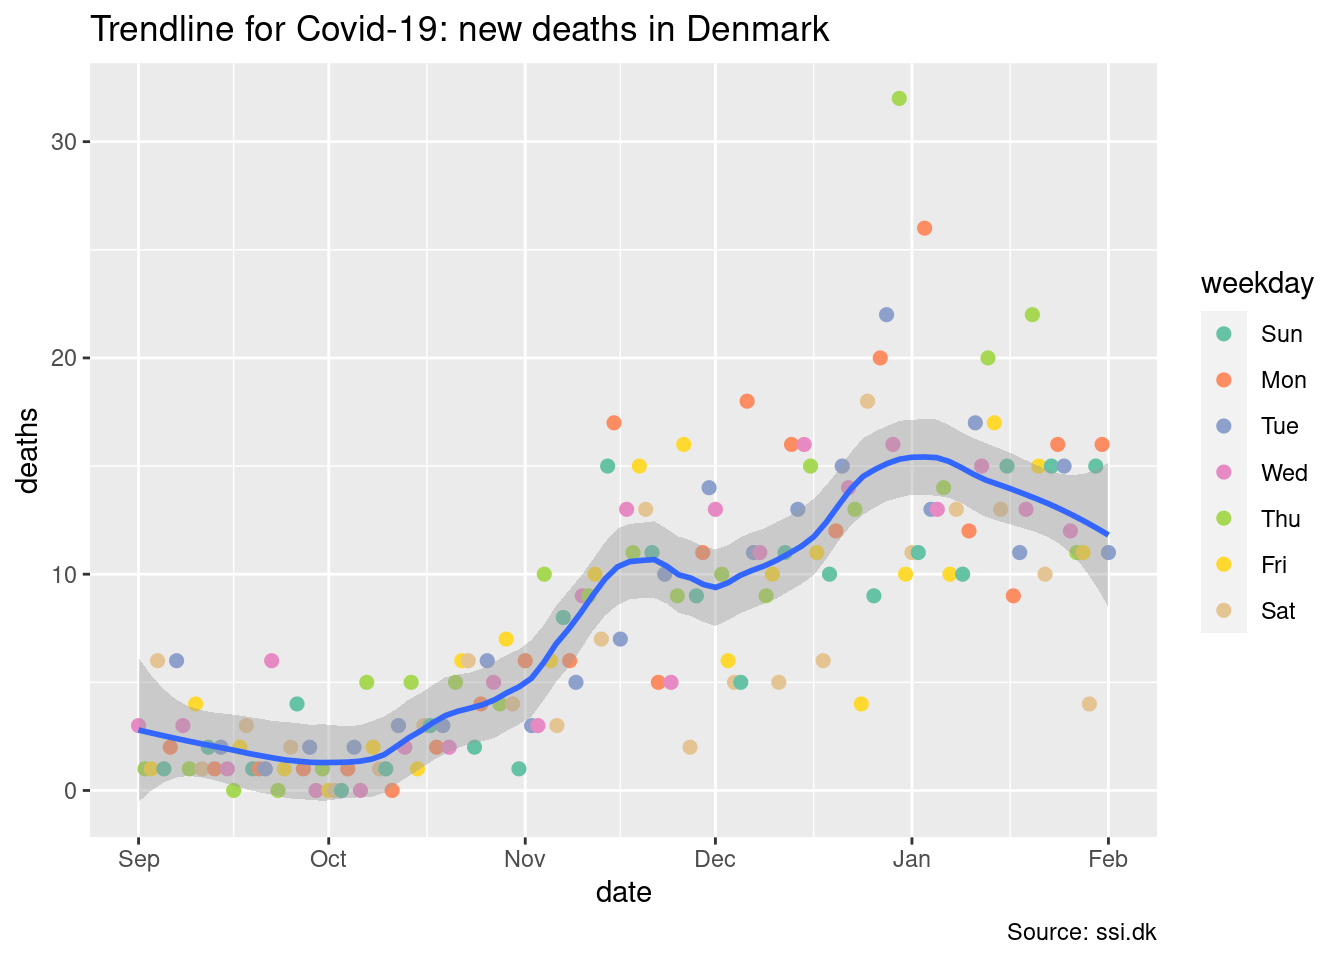 Trendline for Covid-19: new deaths in Denmark
30
20
10
0
deaths
Sep Oct Nov Dec Jan Feb
date
weekday
Sun
Mon
Tue
Wed
Thu
Fri
Sat
Source: ssi.dk